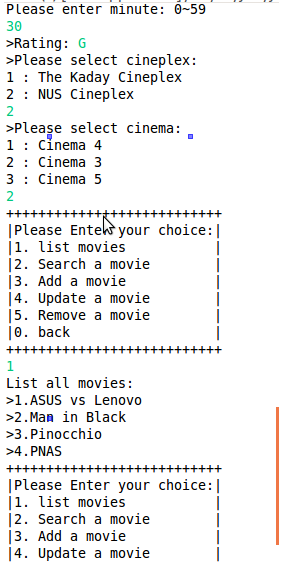 Please enter minute: 0~59
30
>Rating: G
>Please select cineplex:
1 : The Kaday Cineplex
2 : NUS Cineplex
2
>Please select cinema:
1 : Cinema 4
2 : Cinema 3
3 : Cinema 5
2
+++++++++++++++++++++++++++
|Please Enter your choice:|
|1. list movies           |
|2. Search a movie        |
|3. Add a movie           |
|4. Update a movie        |
|5. Remove a movie        |
|0. back                  |
+++++++++++++++++++++++++++
1
List all movies:
>1.ASUS vs Lenovo
>2.Man in Black
>3.Pinocchio
>4.PNAS
+++++++++++++++++++++++++++
|Please Enter your choice:|
|1. list movies           |
|2. Search a movie        |
|3. Add a movie           |
|4. Update a movie        |